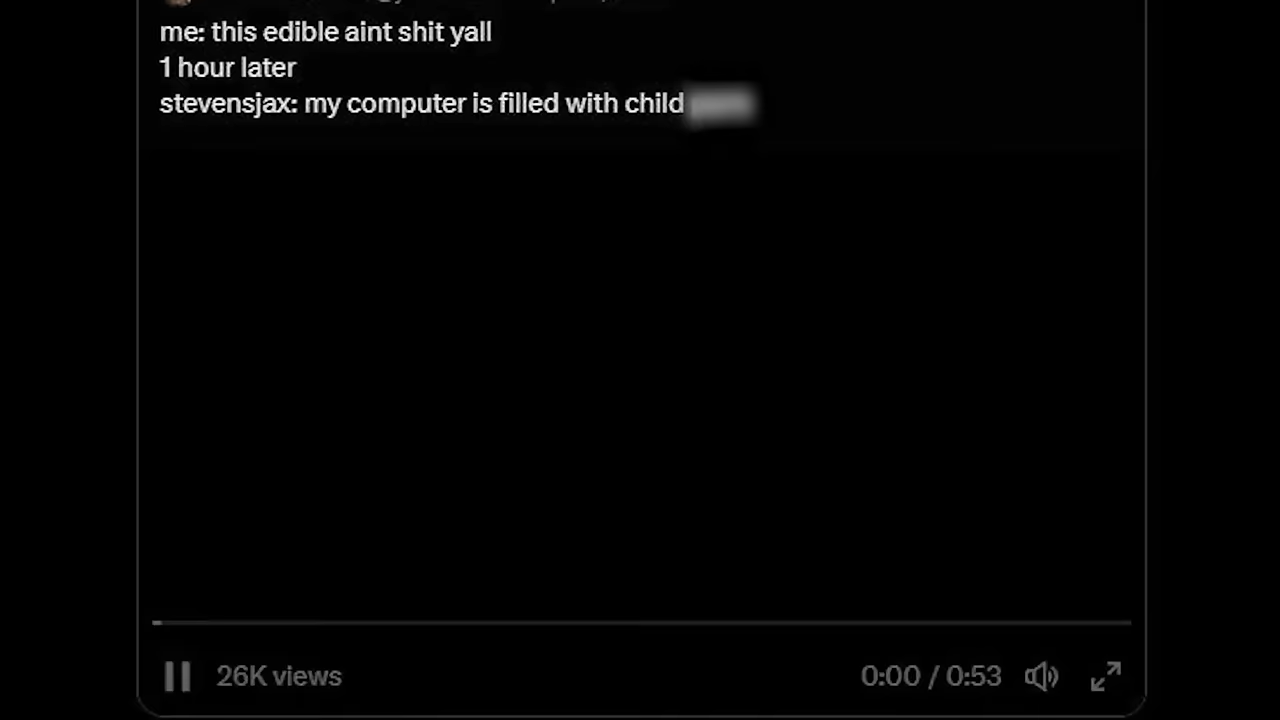 me: this edible aint shit yall
1 hour later
stevensjax: my computer is filled with child
26K views
0:00 / 0:53